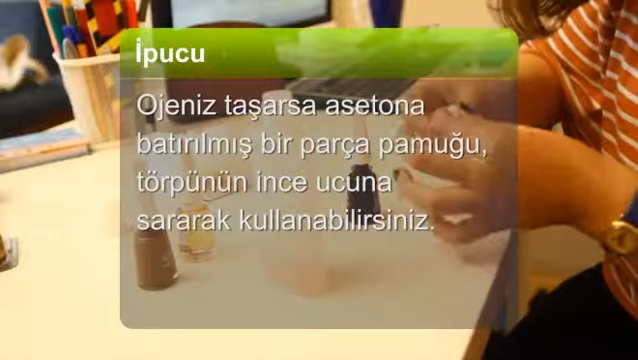 İpucu
Ojeniz taşarsa asetona
batırılmış bir parça pamuğu,
törpünün ince ucuna
sararak kullanabilirsiniz.